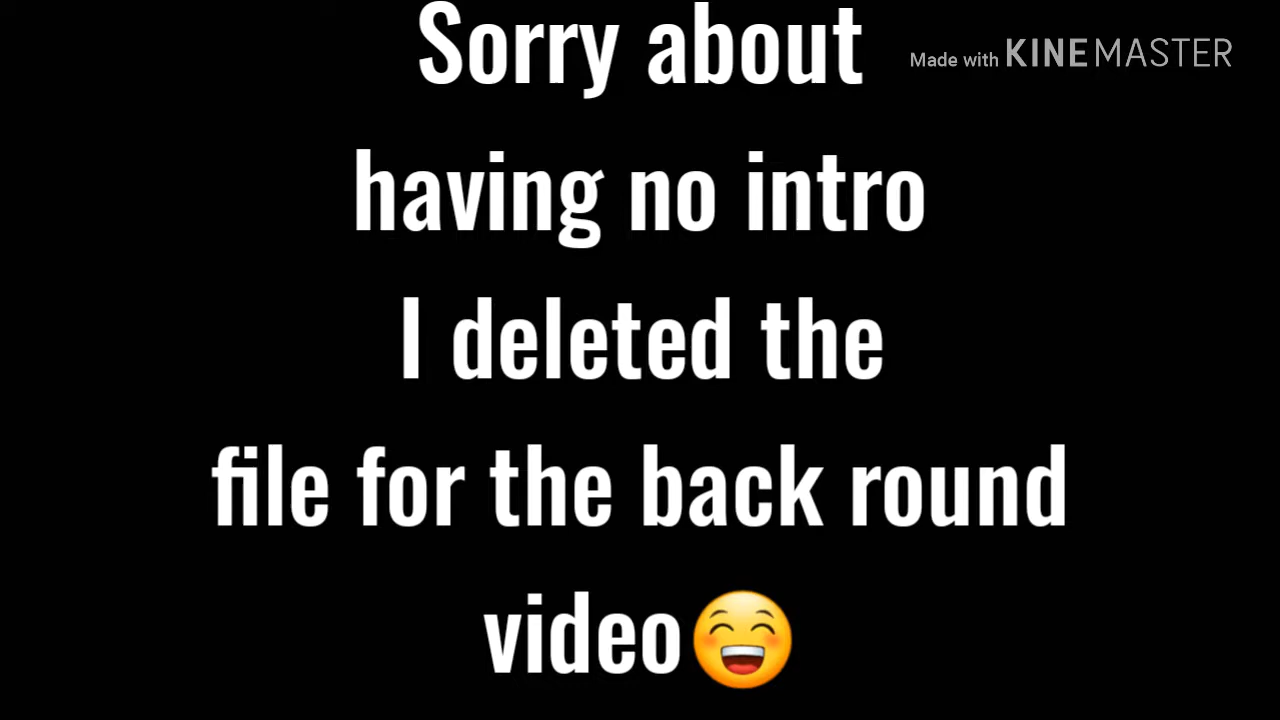 Sorry about
Made with KINEMASTER
having no intro
I deleted the
file for the back round
video😁